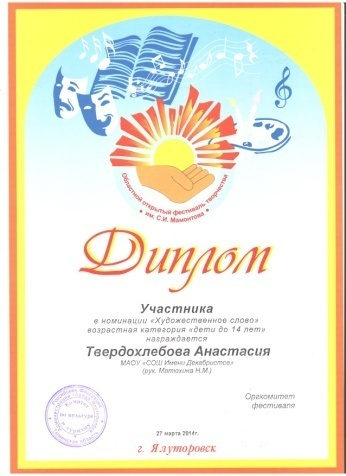 Областной открытый фестиваль творчества
им. С.И. Мамонтова
Диплом
Участника
в номинации «Художественное слово»
возрастная категория «дети до 14 лет»
награждается
Твердохлебова Анастасия
МАОУ «СОШ Имени Декабристов»
(рук. Матюхина Н.М.)
Оргкомитет
фестиваля
27 марта 2014г.
г. Ялуторовск